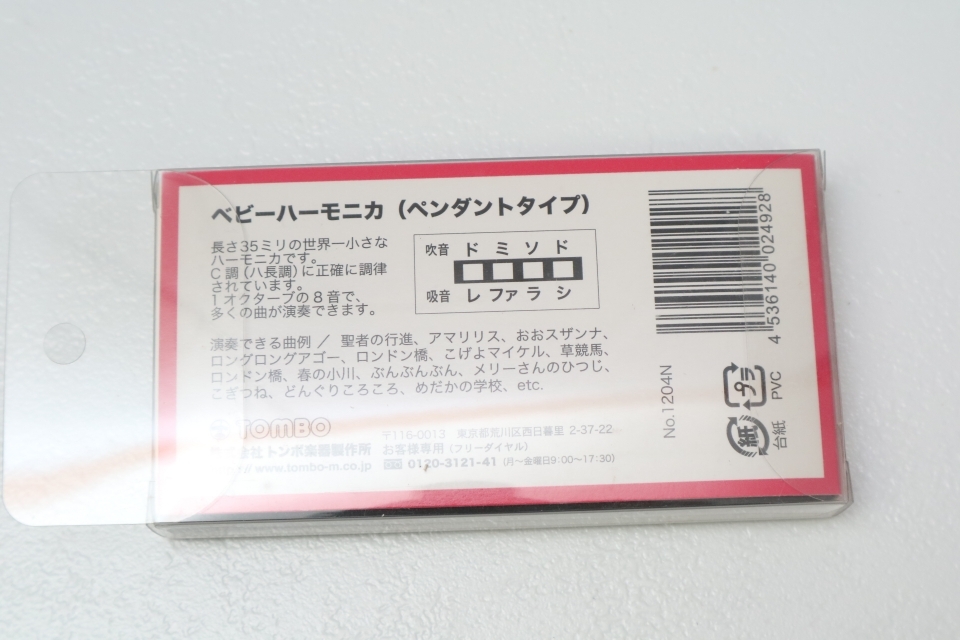 ベビーハーモニカ（ペンダントタイプ）
長さ35ミリの世界一小さな
ハーモニカです。
C調（ハ長調）に正確に調律
されています。
1オクターブの8音で、
多くの曲が演奏できます。
吹音 ド ミ ソ ド
吸音 レ ファ ラ シ
演奏できる曲例 ／ 聖者の行進、アマリリス、おおスザンナ、
ロングロングアゴー、ロンドン橋、こげよマイケル、草競馬、
ロンドン橋、春の小川、ぶんぶんぶん、メリーさんのひつじ、
こぎつね、どんぐりころころ、めだかの学校、etc.
TOMBO
株式会社 トンボ楽器製作所
www.tombo-m.co.jp
〒116-0013 東京都荒川区西日暮里 2-37-22
お客様専用（フリーダイヤル）
0120-3121-41（月〜金曜日9:00〜17:30）
4 536140 024928
No.1204N
プラ PVC
紙 台紙